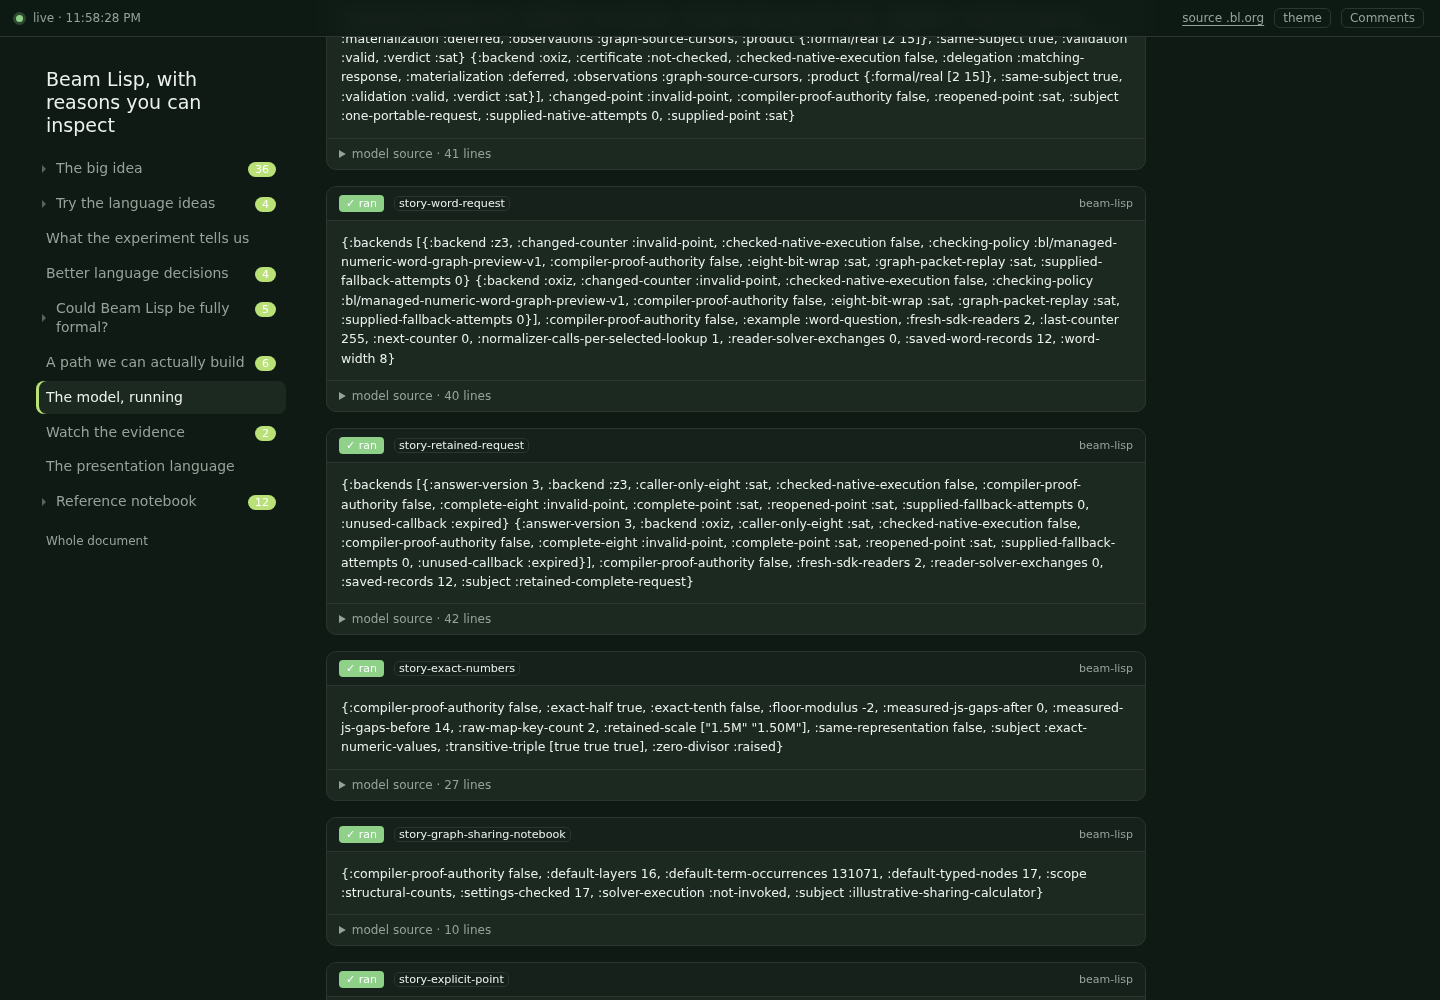 live · 11:58:28 PM
source .bl.org
theme
Comments
Beam Lisp, with
reasons you can
inspect
The big idea 36
Try the language ideas 4
What the experiment tells us
Better language decisions 4
Could Beam Lisp be fully
formal? 5
A path we can actually build 6
The model, running
Watch the evidence 2
The presentation language
Reference notebook 12
Whole document
:materialization :deferred, :observations :graph-source-cursors, :product {:formal/real [2 15]}, :same-subject true, :validation
:valid, :verdict :sat} {:backend :oxiz, :certificate :not-checked, :checked-native-execution false, :delegation :matching-
response, :materialization :deferred, :observations :graph-source-cursors, :product {:formal/real [2 15]}, :same-subject true,
:validation :valid, :verdict :sat}], :changed-point :invalid-point, :compiler-proof-authority false, :reopened-point :sat, :subject
:one-portable-request, :supplied-native-attempts 0, :supplied-point :sat}
▶ model source · 41 lines
✓ ran story-word-request beam-lisp
{:backends [{:backend :z3, :changed-counter :invalid-point, :checked-native-execution false, :checking-policy :bl/managed-
numeric-word-graph-preview-v1, :compiler-proof-authority false, :eight-bit-wrap :sat, :graph-packet-replay :sat, :supplied-
fallback-attempts 0} {:backend :oxiz, :changed-counter :invalid-point, :checked-native-execution false, :checking-policy
:bl/managed-numeric-word-graph-preview-v1, :compiler-proof-authority false, :eight-bit-wrap :sat, :graph-packet-replay :sat,
:supplied-fallback-attempts 0}], :compiler-proof-authority false, :example :word-question, :fresh-sdk-readers 2, :last-counter
255, :next-counter 0, :normalizer-calls-per-selected-lookup 1, :reader-solver-exchanges 0, :saved-word-records 12, :word-
width 8}
▶ model source · 40 lines
✓ ran story-retained-request beam-lisp
{:backends [{:answer-version 3, :backend :z3, :caller-only-eight :sat, :checked-native-execution false, :compiler-proof-
authority false, :complete-eight :invalid-point, :complete-point :sat, :reopened-point :sat, :supplied-fallback-attempts 0,
:unused-callback :expired} {:answer-version 3, :backend :oxiz, :caller-only-eight :sat, :checked-native-execution false,
:compiler-proof-authority false, :complete-eight :invalid-point, :complete-point :sat, :reopened-point :sat, :supplied-fallback-
attempts 0, :unused-callback :expired}], :compiler-proof-authority false, :fresh-sdk-readers 2, :reader-solver-exchanges 0,
:saved-records 12, :subject :retained-complete-request}
▶ model source · 42 lines
✓ ran story-exact-numbers beam-lisp
{:compiler-proof-authority false, :exact-half true, :exact-tenth false, :floor-modulus -2, :measured-js-gaps-after 0, :measured-
js-gaps-before 14, :raw-map-key-count 2, :retained-scale ["1.5M" "1.50M"], :same-representation false, :subject :exact-
numeric-values, :transitive-triple [true true true], :zero-divisor :raised}
▶ model source · 27 lines
✓ ran story-graph-sharing-notebook beam-lisp
{:compiler-proof-authority false, :default-layers 16, :default-term-occurrences 131071, :default-typed-nodes 17, :scope
:structural-counts, :settings-checked 17, :solver-execution :not-invoked, :subject :illustrative-sharing-calculator}
▶ model source · 10 lines
✓ ran story-explicit-point beam-lisp